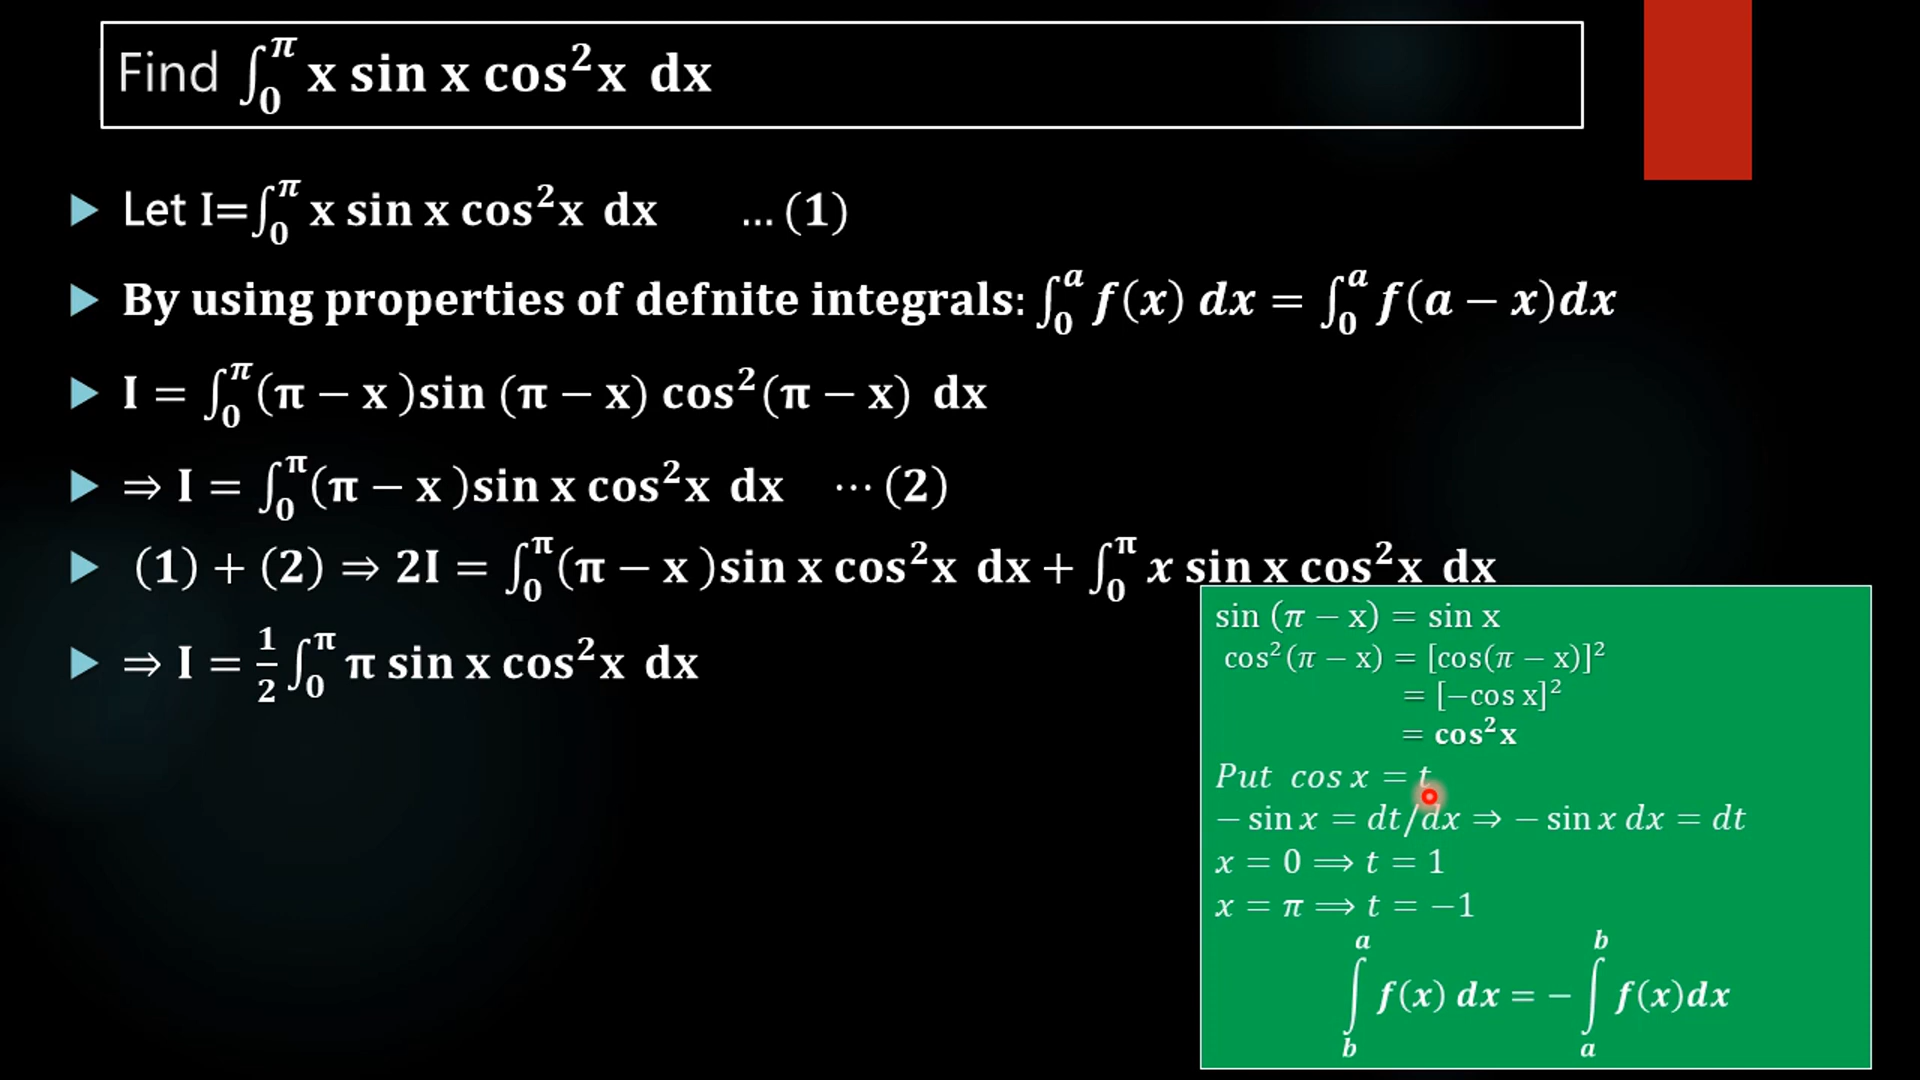 Find ∫₀^π x sin x cos²x dx
Let I=∫₀^π x sin x cos²x dx … (1)
By using properties of defnite integrals: ∫₀^a f(x) dx = ∫₀^a f(a − x)dx
I = ∫₀^π (π − x )sin (π − x) cos²(π − x) dx
⇒ I = ∫₀^π (π − x )sin x cos²x dx ⋯ (2)
(1) + (2) ⇒ 2I = ∫₀^π (π − x )sin x cos²x dx + ∫₀^π x sin x cos²x dx
⇒ I = 1/2 ∫₀^π π sin x cos²x dx
sin (π − x) = sin x
cos²(π − x) = [cos(π − x)]²
= [−cos x]²
= cos²x
Put cos x = t
− sin x = dt/dx ⇒ − sin x dx = dt
x = 0 ⟹ t = 1
x = π ⟹ t = −1
∫_b^a f(x) dx = − ∫_a^b f(x)dx